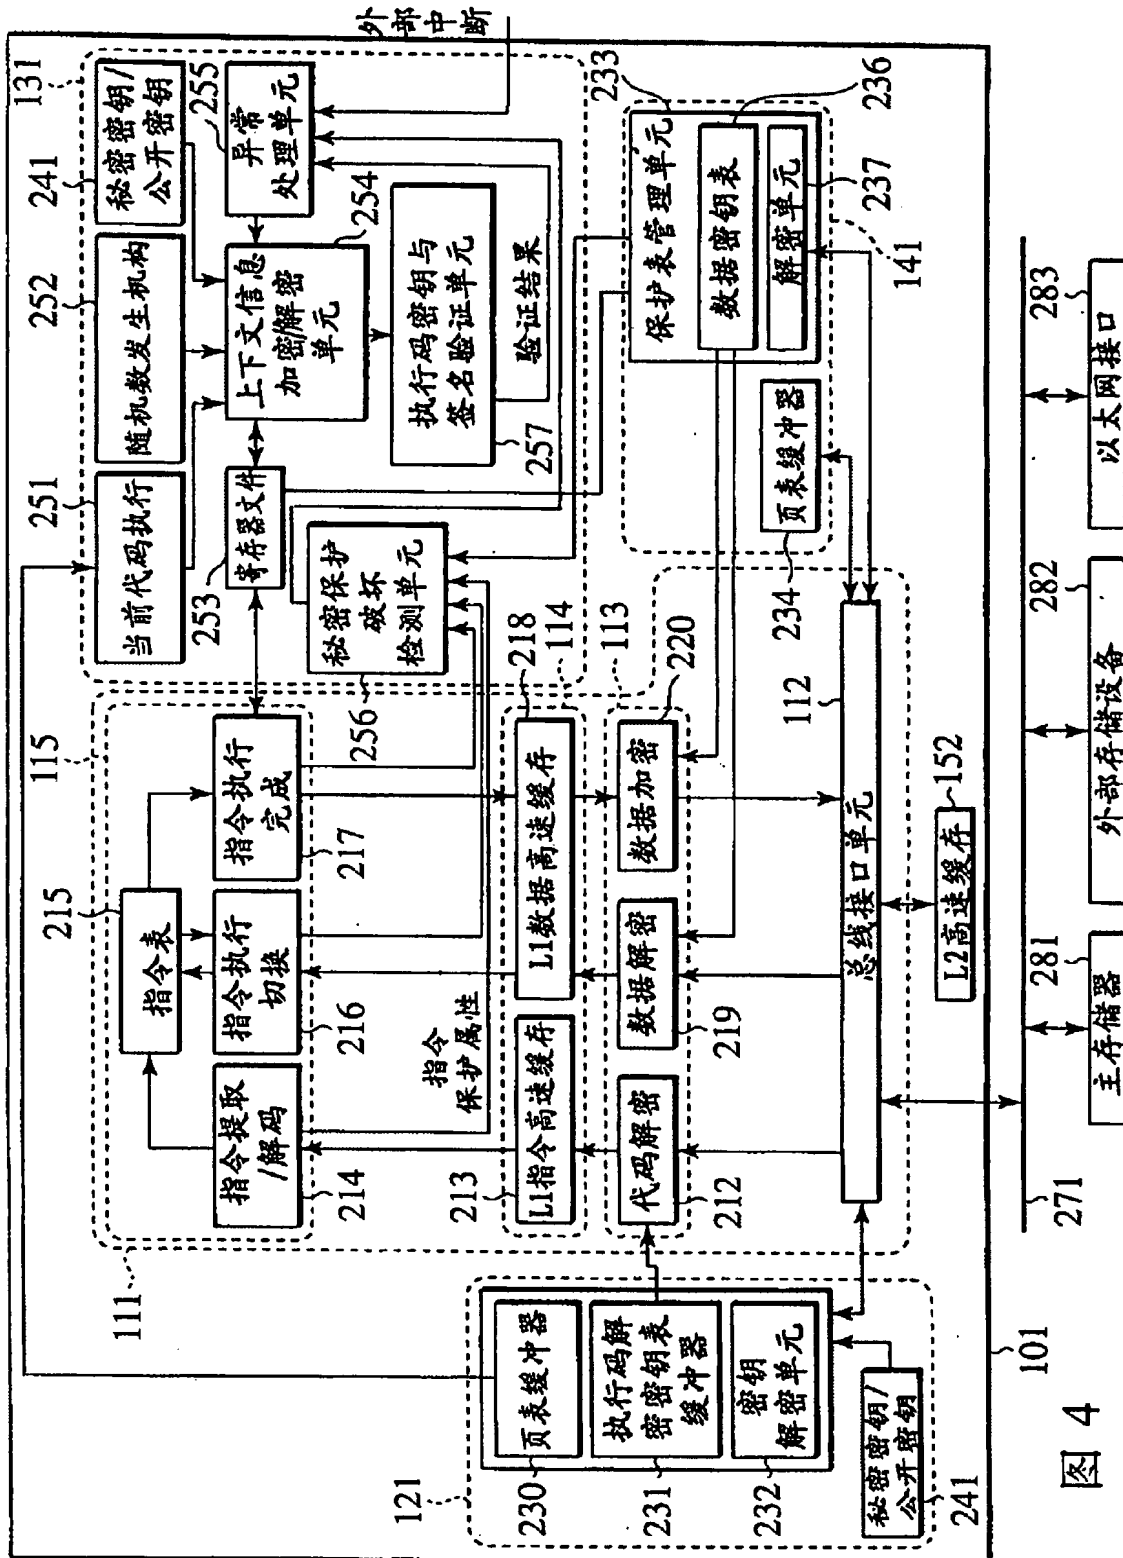 外部中断
131
241
秘密密钥/
公开密钥
255
异常
处理单元
252
随机数发生机构
254
上下文信息
加密/解密
单元
251
当前代码执行
253
寄存器文件
执行码密钥与
签名验证单元
257
验证结果
256
秘密保护
破坏
检测单元
233
保护表管理单元
236
数据密钥表
237
解密单元
141
234
页表缓冲器
115
215
指令表
217
指令执行
完成
216
指令执行
切换
214
指令提取
/解码
指令
保护属性
111
114
218
L1数据高速缓存
213
L1指令高速缓存
113
220
数据加密
219
数据解密
212
代码解密
112
总线接口单元
152
L2高速缓存
121
230
页表缓冲器
231
执行码解
密密钥表
缓冲器
232
密钥
解密单元
241
秘密密钥/
公开密钥
101
271
281
主存储器
282
外部存储设备
283
以太网接口
图 4